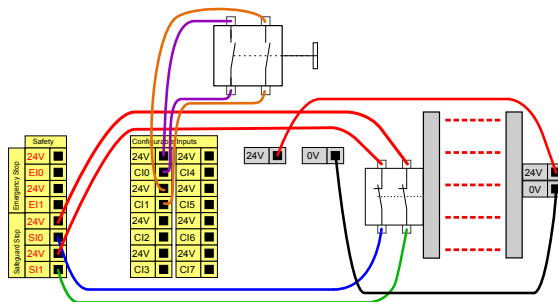 Safety
Emergency Stop
24V
EI0
24V
EI1
Safeguard Stop
24V
SI0
24V
SI1
Configurable Inputs
24V 24V
CI0 CI4
24V 24V
CI1 CI5
24V 24V
CI2 CI6
24V 24V
CI3 CI7
24V
0V
24V
0V